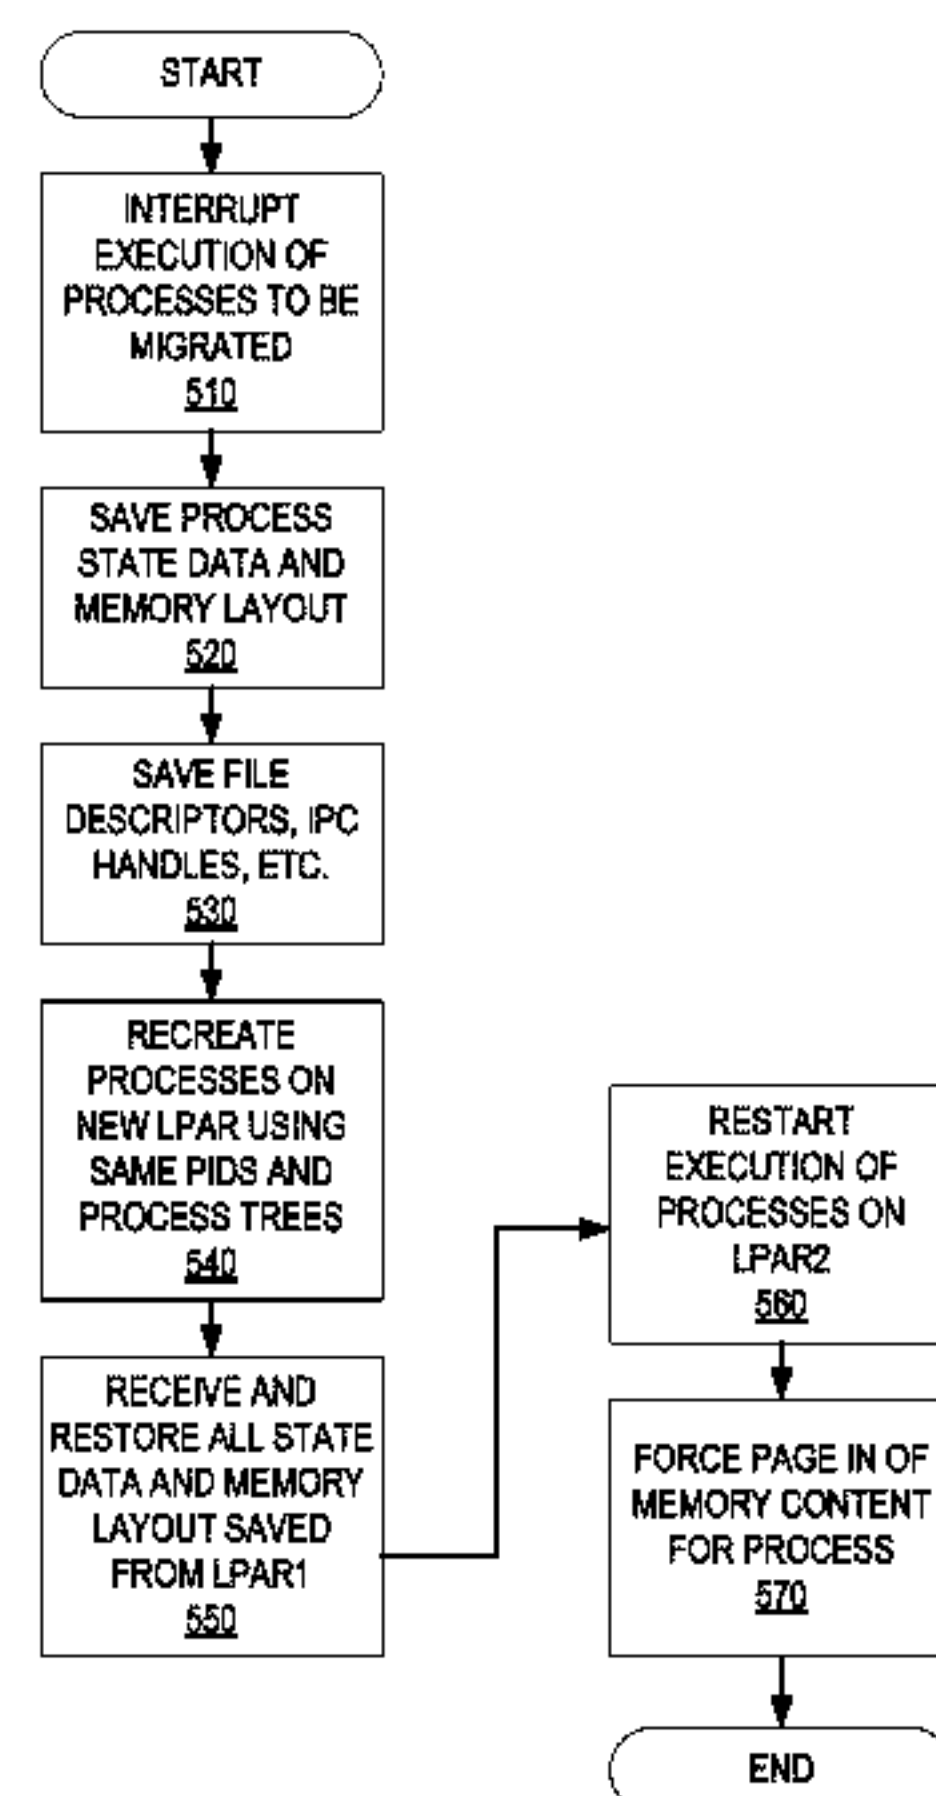 START
INTERRUPT
EXECUTION OF
PROCESSES TO BE
MIGRATED
510
SAVE PROCESS
STATE DATA AND
MEMORY LAYOUT
520
SAVE FILE
DESCRIPTORS, IPC
HANDLES, ETC.
530
RECREATE
PROCESSES ON
NEW LPAR USING
SAME PIDS AND
PROCESS TREES
540
RECEIVE AND
RESTORE ALL STATE
DATA AND MEMORY
LAYOUT SAVED
FROM LPAR1
550
RESTART
EXECUTION OF
PROCESSES ON
LPAR2
560
FORCE PAGE IN OF
MEMORY CONTENT
FOR PROCESS
570
END